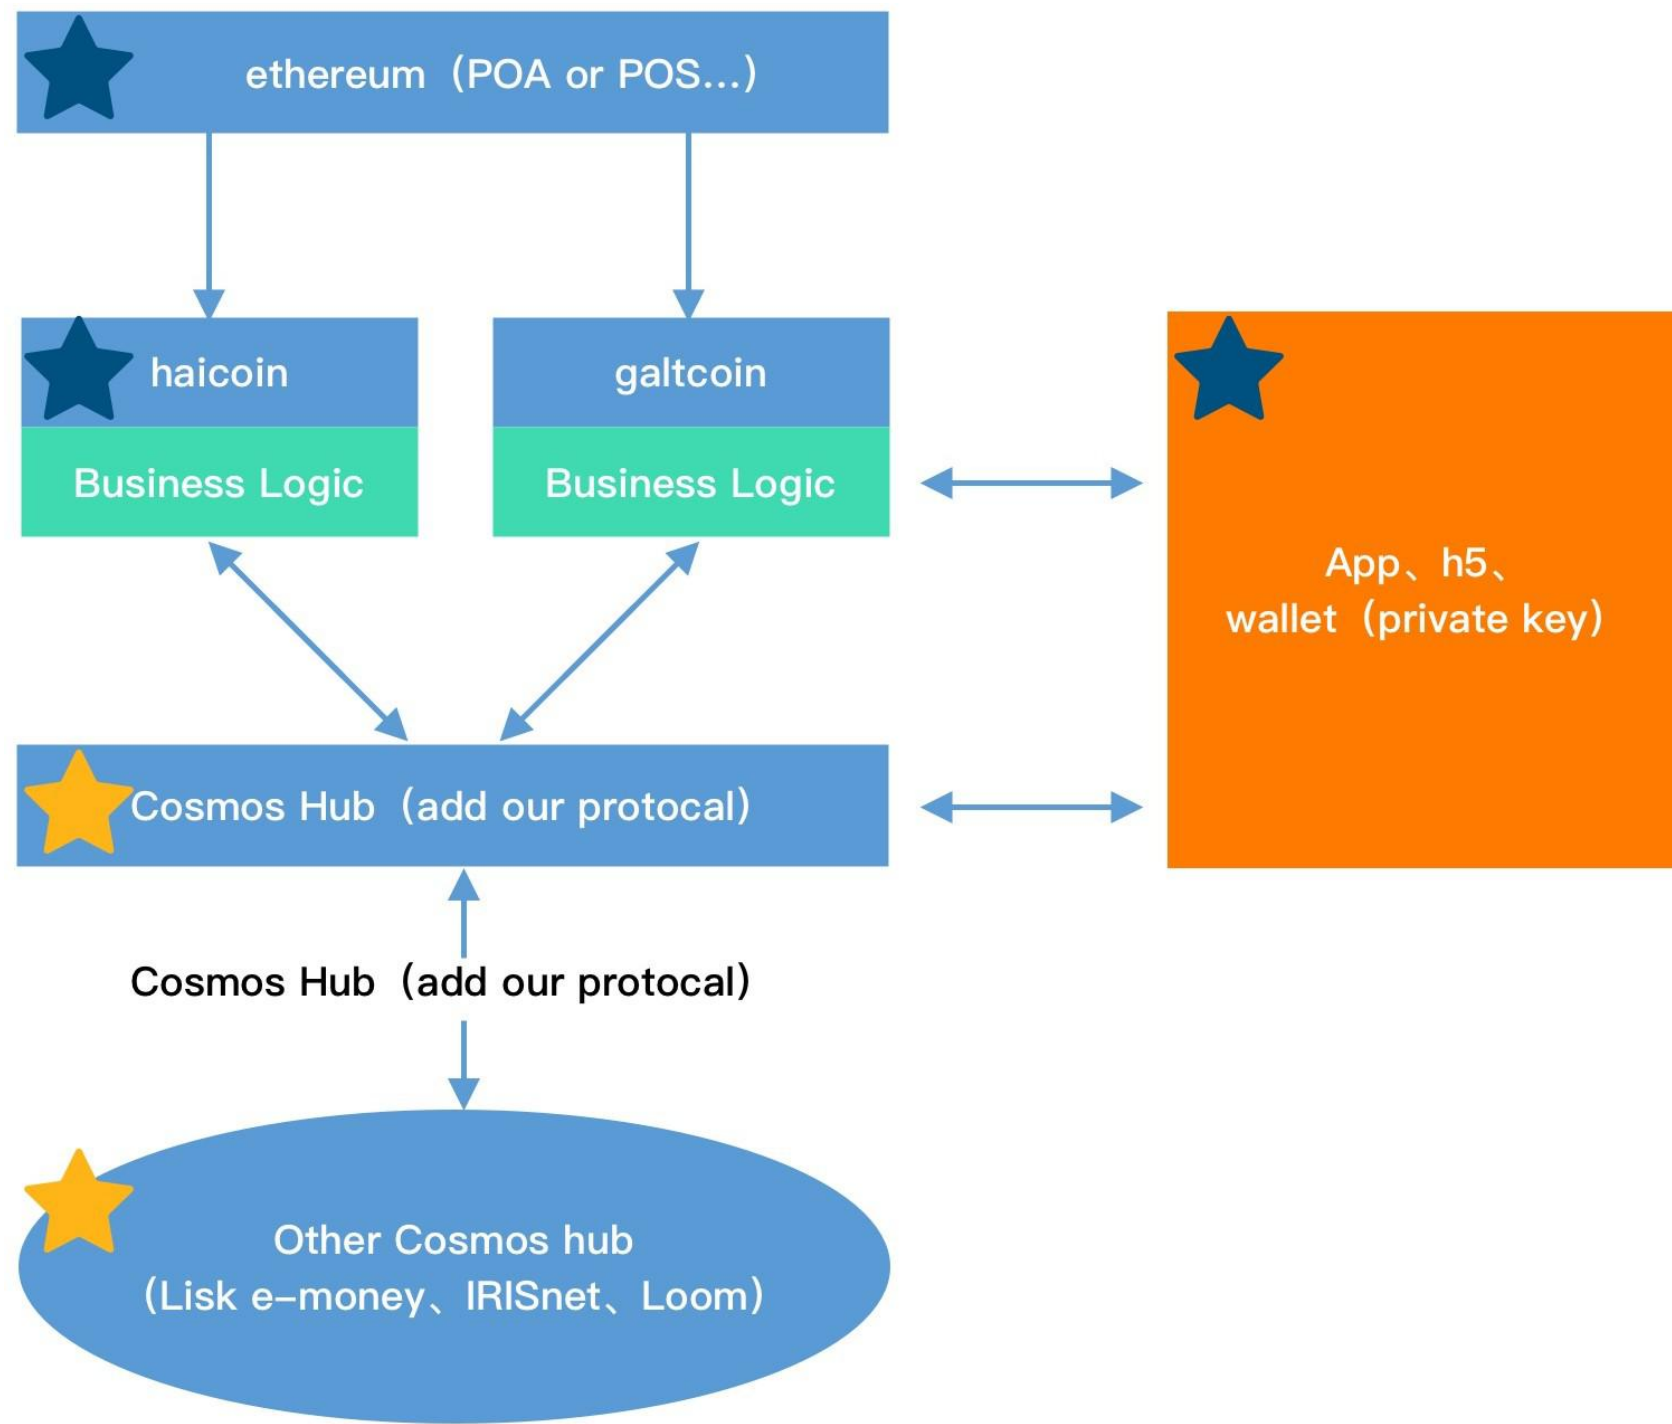 ethereum（POA or POS...）
haicoin
galtcoin
Business Logic
Business Logic
App、h5、
wallet（private key）
Cosmos Hub（add our protocal）
Cosmos Hub（add our protocal）
Other Cosmos hub
（Lisk e-money、IRISnet、Loom）